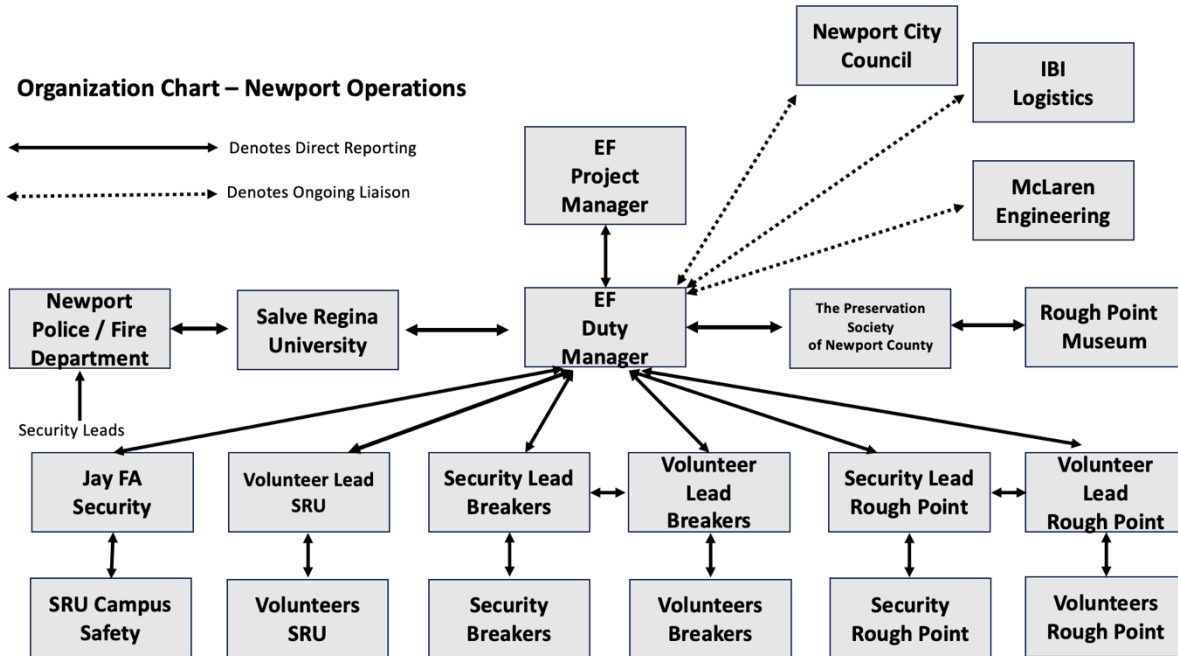 Newport City
Council
IBI
Logistics
Organization Chart – Newport Operations
Denotes Direct Reporting
Denotes Ongoing Liaison
EF
Project
Manager
McLaren
Engineering
Newport
Police / Fire
Department
Salve Regina
University
EF
Duty
Manager
The Preservation
Society
of Newport County
Rough Point
Museum
Security Leads
Jay FA
Security
Volunteer Lead
SRU
Security Lead
Breakers
Volunteer
Lead
Breakers
Security Lead
Rough Point
Volunteer
Lead
Rough Point
SRU Campus
Safety
Volunteers
SRU
Security
Breakers
Volunteers
Breakers
Security
Rough Point
Volunteers
Rough Point